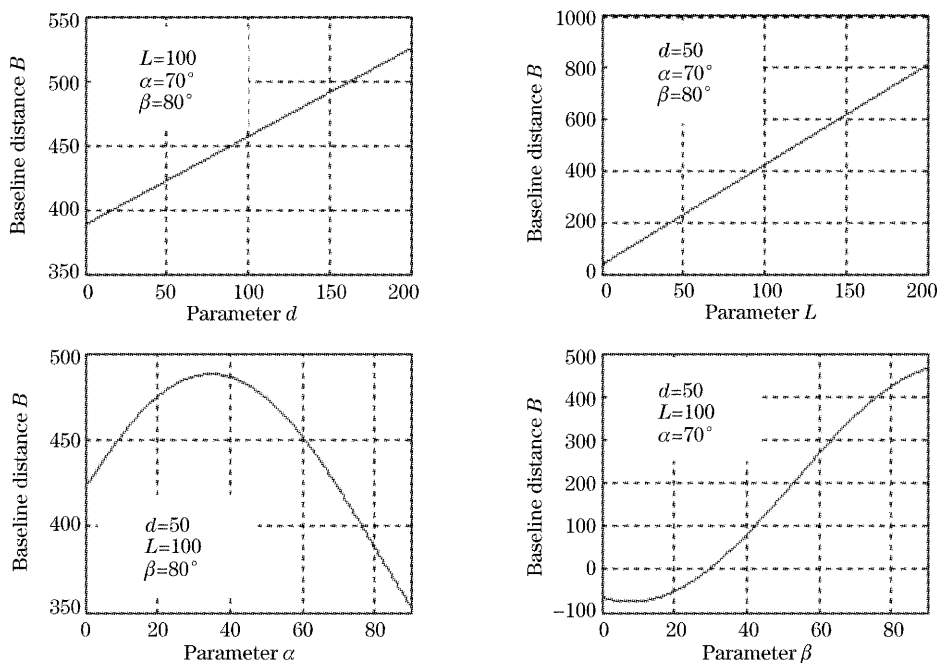 Baseline distance B
550
500
450
400
350
L=100
α=70°
β=80°
0 50 100 150 200
Parameter d
Baseline distance B
1000
800
600
400
200
0
d=50
α=70°
β=80°
0 50 100 150 200
Parameter L
Baseline distance B
500
450
400
350
d=50
L=100
β=80°
0 20 40 60 80
Parameter α
Baseline distance B
500
400
300
200
100
0
−100
d=50
L=100
α=70°
0 20 40 60 80
Parameter β